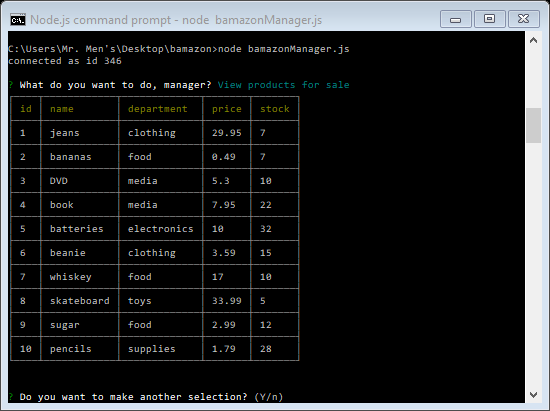 Node.js command prompt - node  bamazonManager.js
C:\Users\Mr. Men's\Desktop\bamazon>node bamazonManager.js
connected as id 346
? What do you want to do, manager? View products for sale
id name department price stock
1 jeans clothing 29.95 7
2 bananas food 0.49 7
3 DVD media 5.3 10
4 book media 7.95 22
5 batteries electronics 10 32
6 beanie clothing 3.59 15
7 whiskey food 17 10
8 skateboard toys 33.99 5
9 sugar food 2.99 12
10 pencils supplies 1.79 28
? Do you want to make another selection? (Y/n)